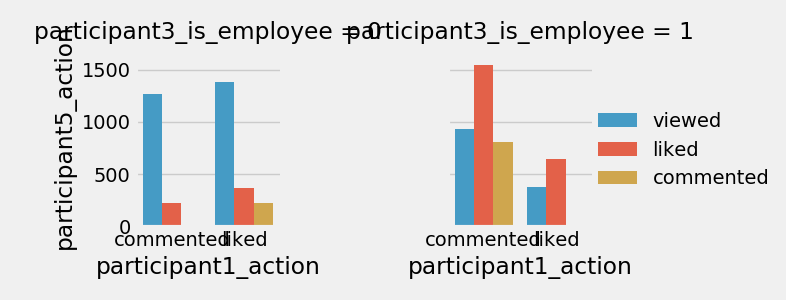 participant3_is_employee = 0
participant3_is_employee = 1
participant5_action
1500
1000
500
0
commented
liked
commented
liked
participant1_action
participant1_action
viewed
liked
commented